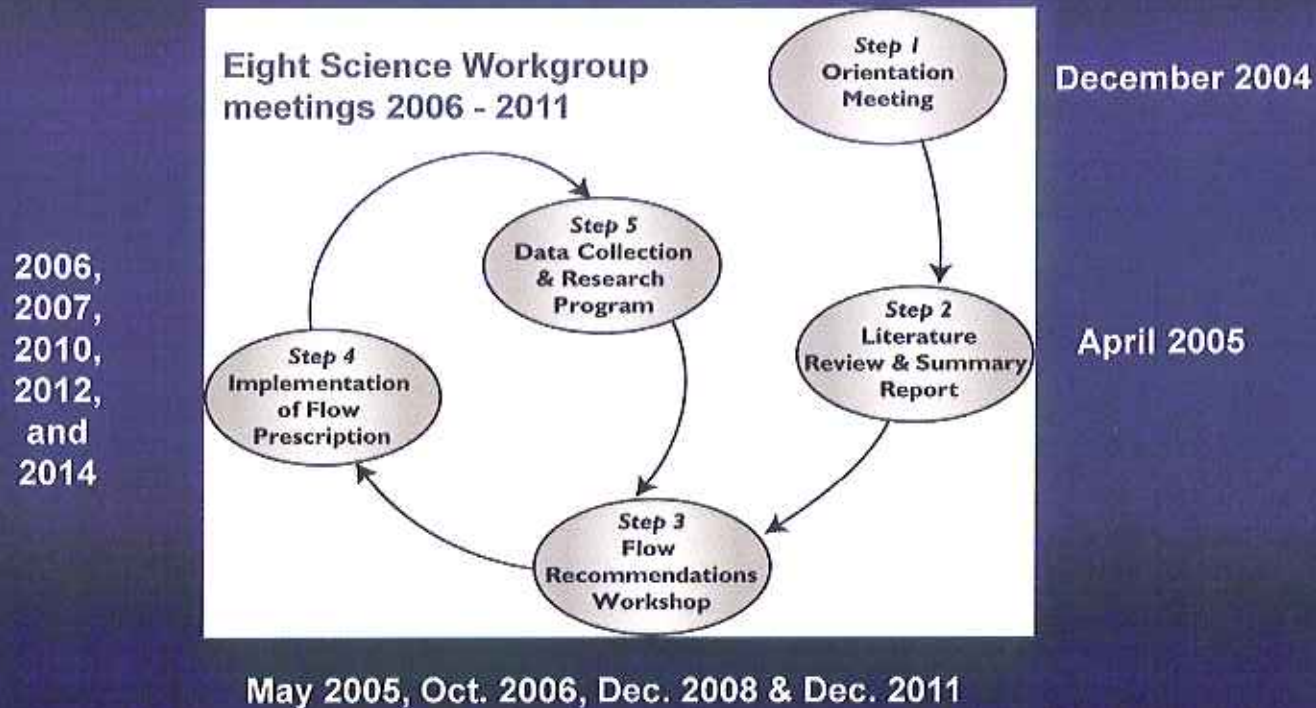 Eight Science Workgroup
meetings 2006 - 2011
Step 1
Orientation
Meeting
December 2004
Step 2
Literature
Review & Summary
Report
April 2005
Step 3
Flow
Recommendations
Workshop
May 2005, Oct. 2006, Dec. 2008 & Dec. 2011
Step 4
Implementation
of Flow
Prescription
2006,
2007,
2010,
2012,
and
2014
Step 5
Data Collection
& Research
Program